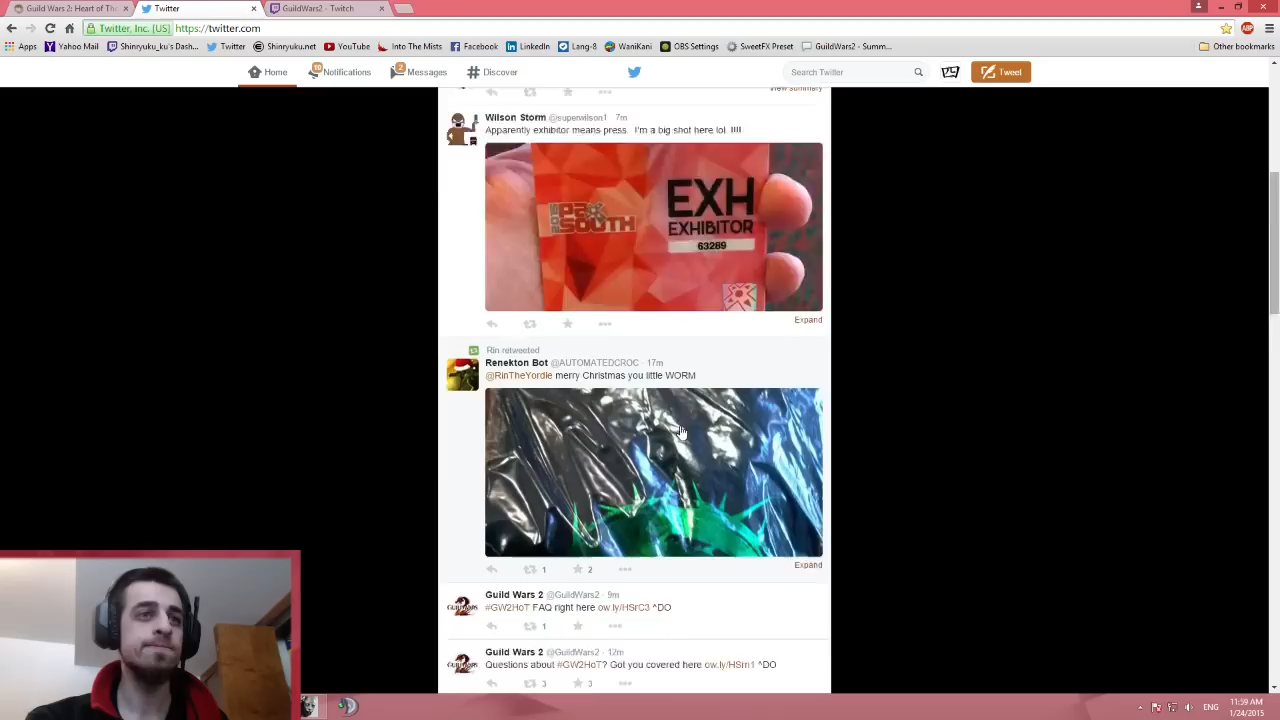 Guild Wars 2: Heart of Th
Twitter
GuildWars2 - Twitch
Twitter, Inc. [US]
https://twitter.com
Apps
Yahoo Mail
Shinryuku_ku's Dash...
Twitter
Shinryuku.net
YouTube
Into The Mists
Facebook
LinkedIn
Lang-8
WaniKani
OBS Settings
SweetFX Preset
GuildWars2 - Summ...
Other bookmarks
Home
10
Notifications
2
Messages
Discover
Search Twitter
Tweet
View summary
Wilson Storm @superwilson1 · 7m
Apparently exhibitor means press. I'm a big shot here lol. !!!!
SOUTH
EXH
EXHIBITOR
63289
Expand
Rin retweeted
Renekton Bot @AUTOMATEDCROC · 17m
@RinTheYordle merry Christmas you little WORM
Expand
1
2
Guild Wars 2 @GuildWars2 · 9m
#GW2HoT FAQ right here ow.ly/HSrC3 ^DO
1
Guild Wars 2 @GuildWars2 · 12m
Questions about #GW2HoT? Got you covered here ow.ly/HSrn1 ^DO
3
3
ENG
11:59 AM
1/24/2015